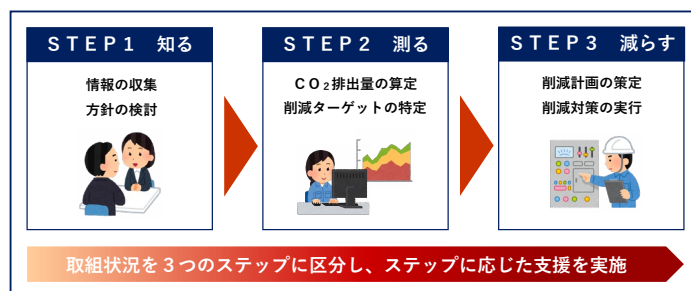 ＳＴＥＰ１　知る
情報の収集
方針の検討
ＳＴＥＰ２　測る
ＣＯ₂排出量の算定
削減ターゲットの特定
ＳＴＥＰ３　減らす
削減計画の策定
削減対策の実行
取組状況を３つのステップに区分し、ステップに応じた支援を実施